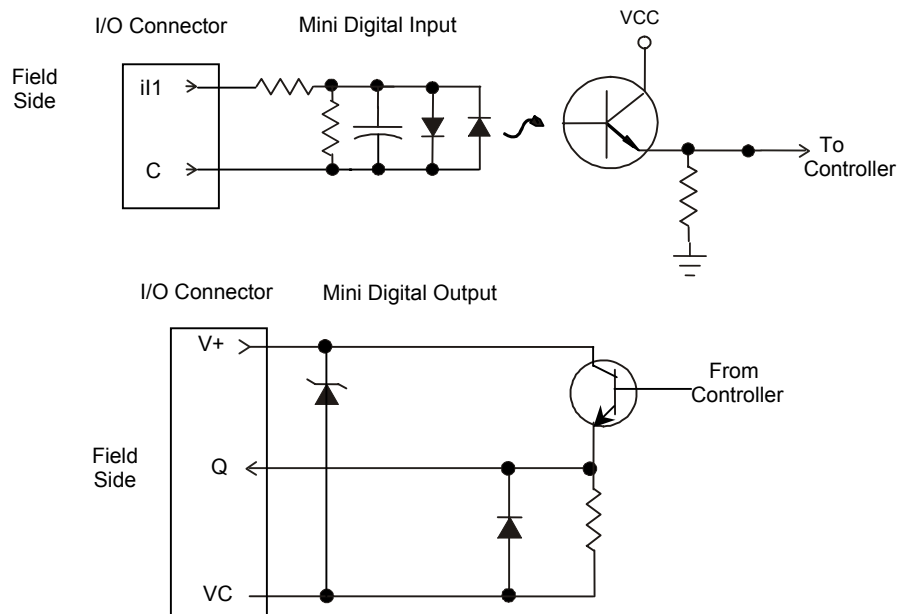 I/O Connector
Mini Digital Input
VCC
Field
Side
iI1
C
To
Controller
I/O Connector
Mini Digital Output
V+
From
Controller
Field
Side
Q
VC